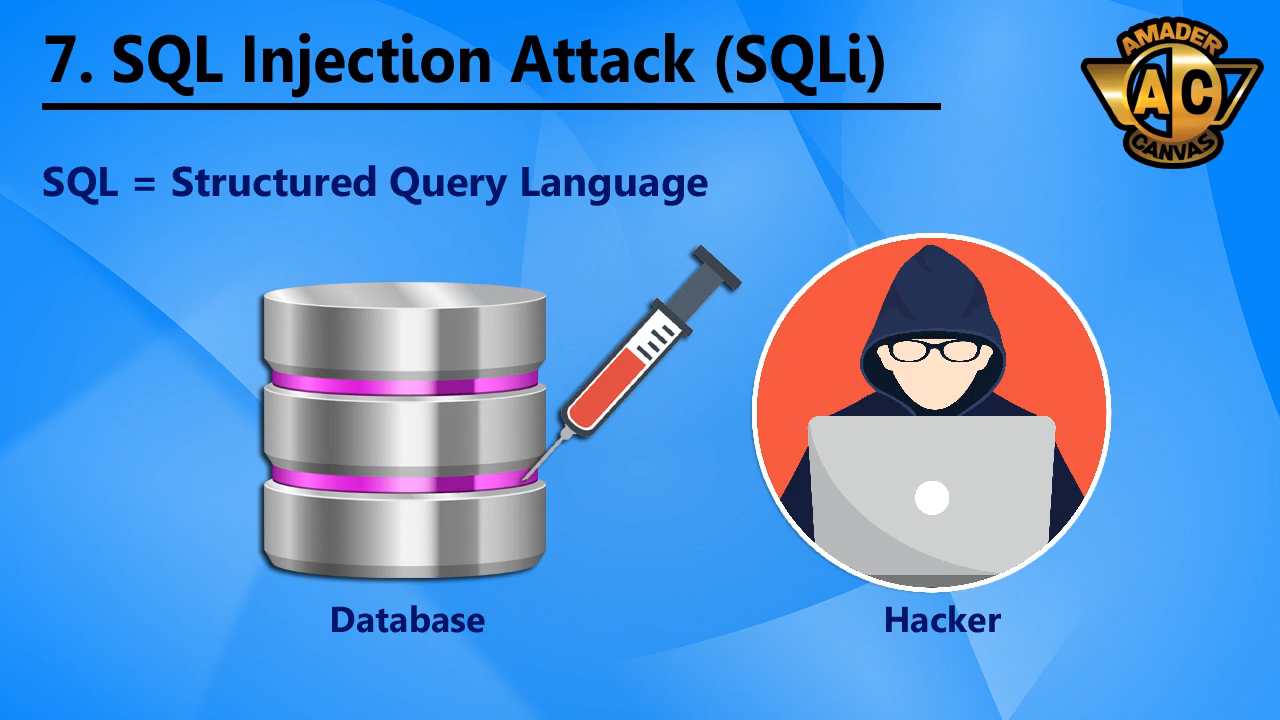 7. SQL Injection Attack (SQLi)
AMADER
AC
CANVAS
SQL = Structured Query Language
Database
Hacker